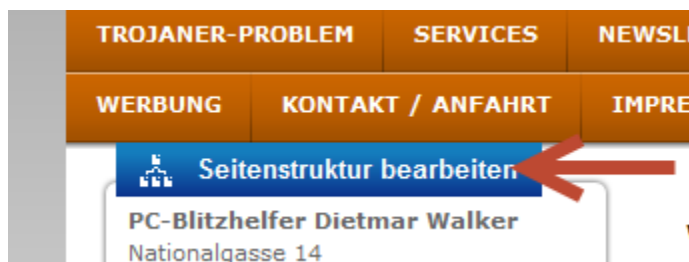 TROJANER-PROBLEM SERVICES
WERBUNG KONTAKT / ANFAHRT
Seitenstruktur bearbeiten
PC-Blitzhelfer Dietmar Walker
Nationalgasse 14